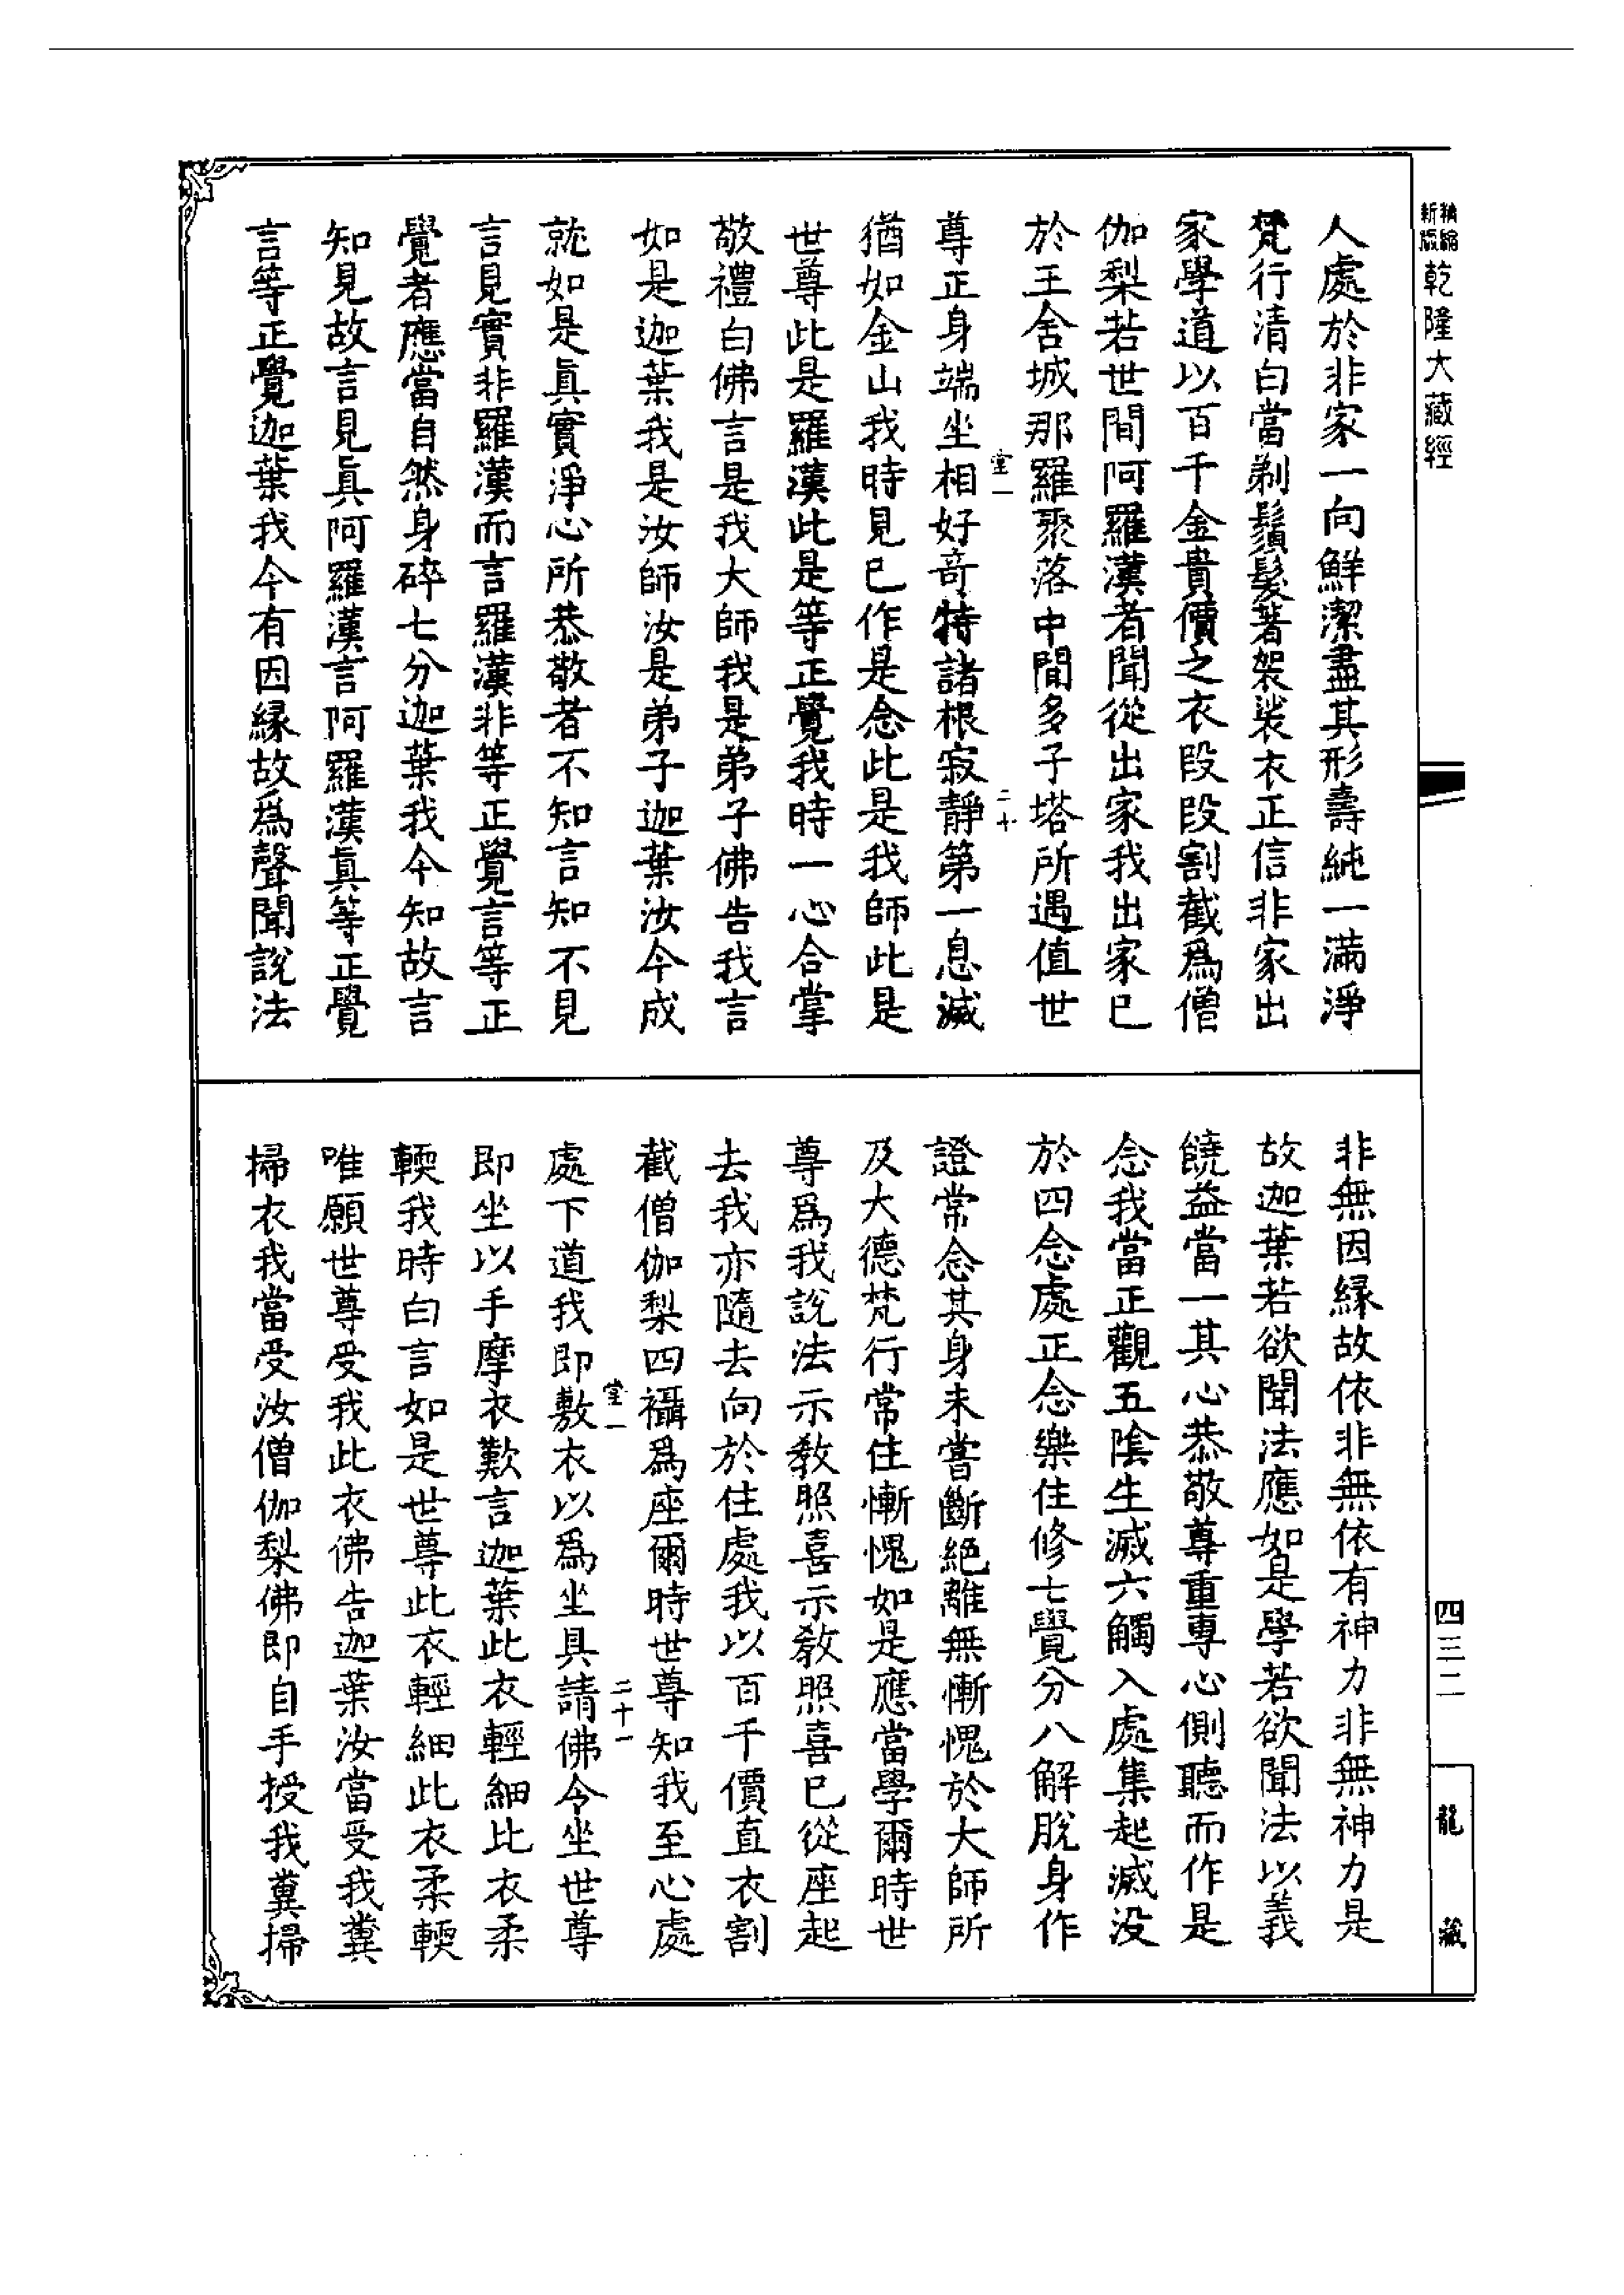 新版精縮乾隆大藏經
人處於非家一向鮮潔盡其形壽純一滿淨
梵行清白當剃鬚髮著袈裟衣正信非家出
家學道以百千金貴價之衣段段割截爲僧
伽梨若世間阿羅漢者聞從出家我出家已
於王舍城那羅聚落中間多子塔所遇值世
堂一
二十
尊正身端坐相好奇特諸根寂靜第一息滅
猶如金山我時見已作是念此是我師此是
世尊此是羅漢此是等正覺我時一心合掌
敬禮白佛言是我大師我是弟子佛告我言
如是迦葉我是汝師汝是弟子迦葉汝今成
就如是眞實淨心所恭敬者不知言知不見
言見實非羅漢而言羅漢非等正覺言等正
覺者應當自然身碎七分迦葉我今知故言
知見故言見眞阿羅漢言阿羅漢眞等正覺
言等正覺迦葉我今有因緣故爲聲聞說法
非無因緣故依非無依有神力非無神力是
故迦葉若欲聞法應如是學若欲聞法以義
饒益當一其心恭敬尊重專心側聽而作是
念我當正觀五陰生滅六觸入處集起滅没
於四念處正念樂住修七覺分八解脫身作
證常念其身未嘗斷絕離無慚愧於大師所
及大德梵行常住慚愧如是應當學爾時世
尊爲我說法示教照喜示教照喜已從座起
去我亦隨去向於住處我以百千價直衣割
截僧伽梨四襵爲座爾時世尊知我至心處
堂一
二十一
處下道我即敷衣以爲坐具請佛令坐世尊
即坐以手摩衣歎言迦葉此衣輕細此衣柔
輭我時白言如是世尊此衣輕細此衣柔輭
唯願世尊受我此衣佛告迦葉汝當受我糞
掃衣我當受汝僧伽梨佛即自手授我糞掃
四三二
龍藏